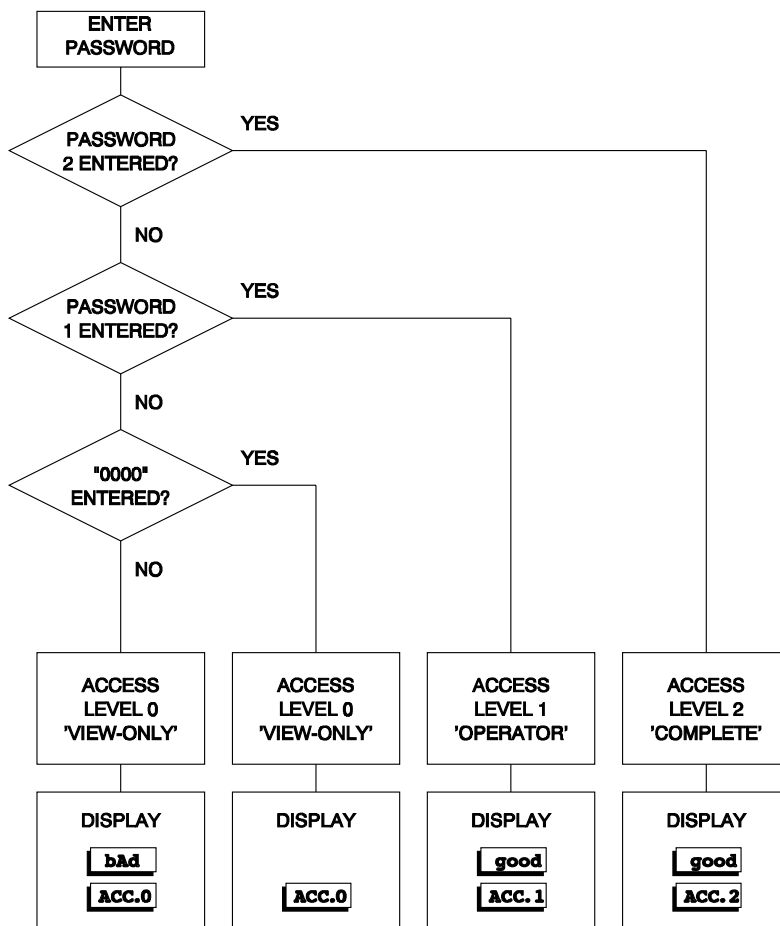 ENTER
PASSWORD
PASSWORD
2 ENTERED?
YES
NO
PASSWORD
1 ENTERED?
YES
NO
"0000"
ENTERED?
YES
NO
ACCESS
LEVEL 0
'VIEW-ONLY'
ACCESS
LEVEL 0
'VIEW-ONLY'
ACCESS
LEVEL 1
'OPERATOR'
ACCESS
LEVEL 2
'COMPLETE'
DISPLAY
bAd
ACC.0
DISPLAY
ACC.0
DISPLAY
good
ACC.1
DISPLAY
good
ACC.2